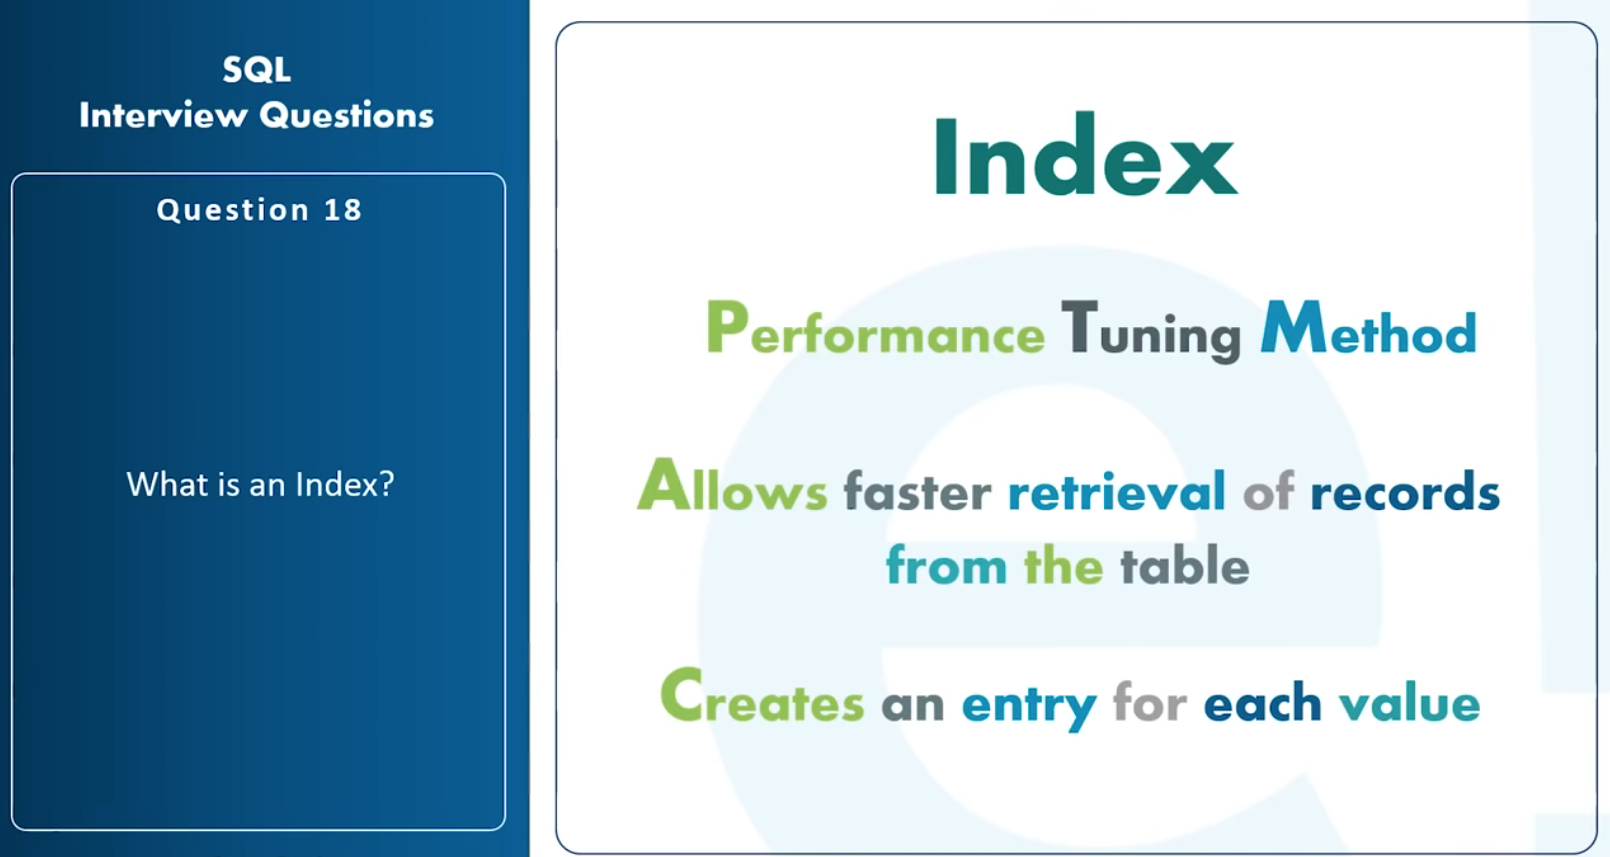 SQL
Interview Questions
Question 18
What is an Index?
Index
Performance Tuning Method
Allows faster retrieval of records
from the table
Creates an entry for each value